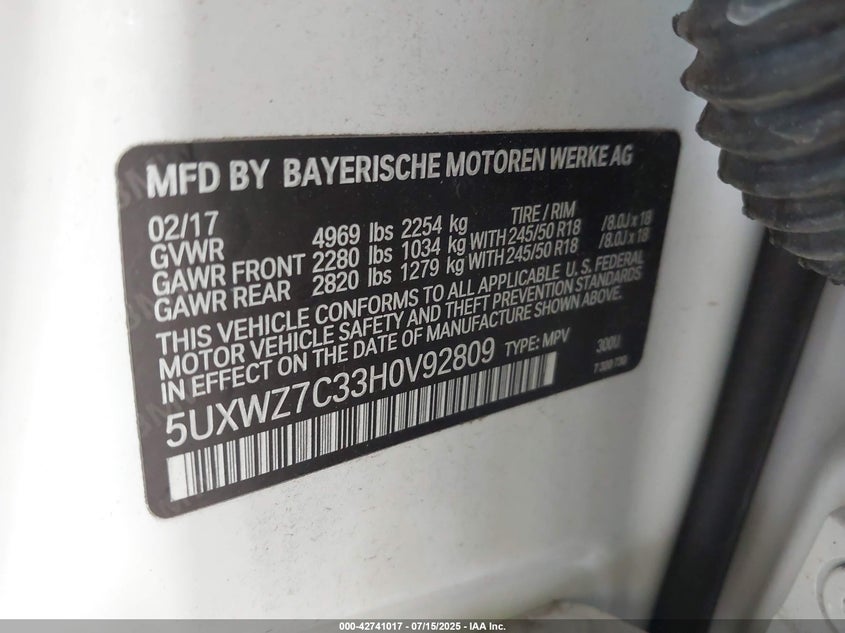 MFD BY BAYERISCHE MOTOREN WERKE AG
02/17 TIRE / RIM
GVWR 4969 lbs 2254 kg
GAWR FRONT 2280 lbs 1034 kg WITH 245/50 R18 /8.0J x 18
GAWR REAR 2820 lbs 1279 kg WITH 245/50 R18 /8.0J x 18
THIS VEHICLE CONFORMS TO ALL APPLICABLE U.S. FEDERAL
MOTOR VEHICLE SAFETY AND THEFT PREVENTION STANDARDS
IN EFFECT ON THE DATE OF MANUFACTURE SHOWN ABOVE.
5UXWZ7C33H0V92809 TYPE: MPV 300U
000-42741017 - 07/15/2025 - IAA Inc.